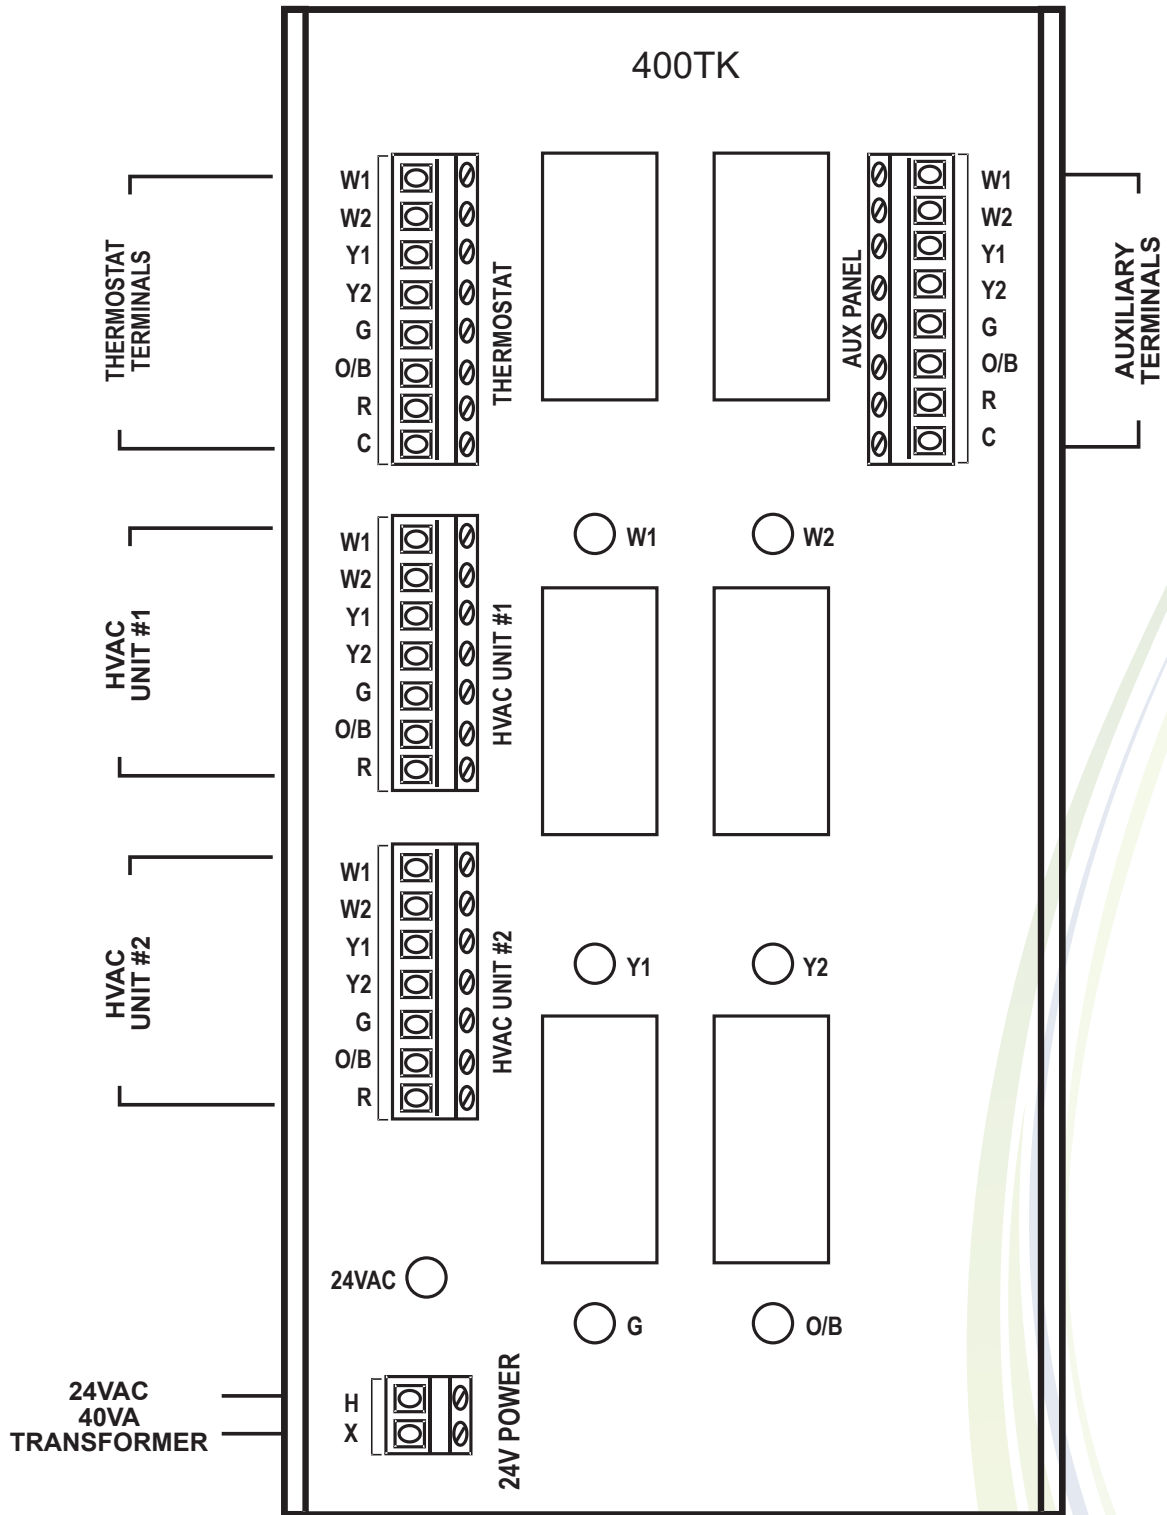 400TK
THERMOSTAT
TERMINALS
W1
W2
Y1
Y2
G
O/B
R
C
THERMOSTAT
AUX PANEL
W1
W2
Y1
Y2
G
O/B
R
C
AUXILIARY
TERMINALS
HVAC
UNIT #1
W1
W2
Y1
Y2
G
O/B
R
HVAC UNIT #1
W1
W2
HVAC
UNIT #2
W1
W2
Y1
Y2
G
O/B
R
HVAC UNIT #2
Y1
Y2
24VAC
G
O/B
24VAC
40VA
TRANSFORMER
H
X
24V POWER